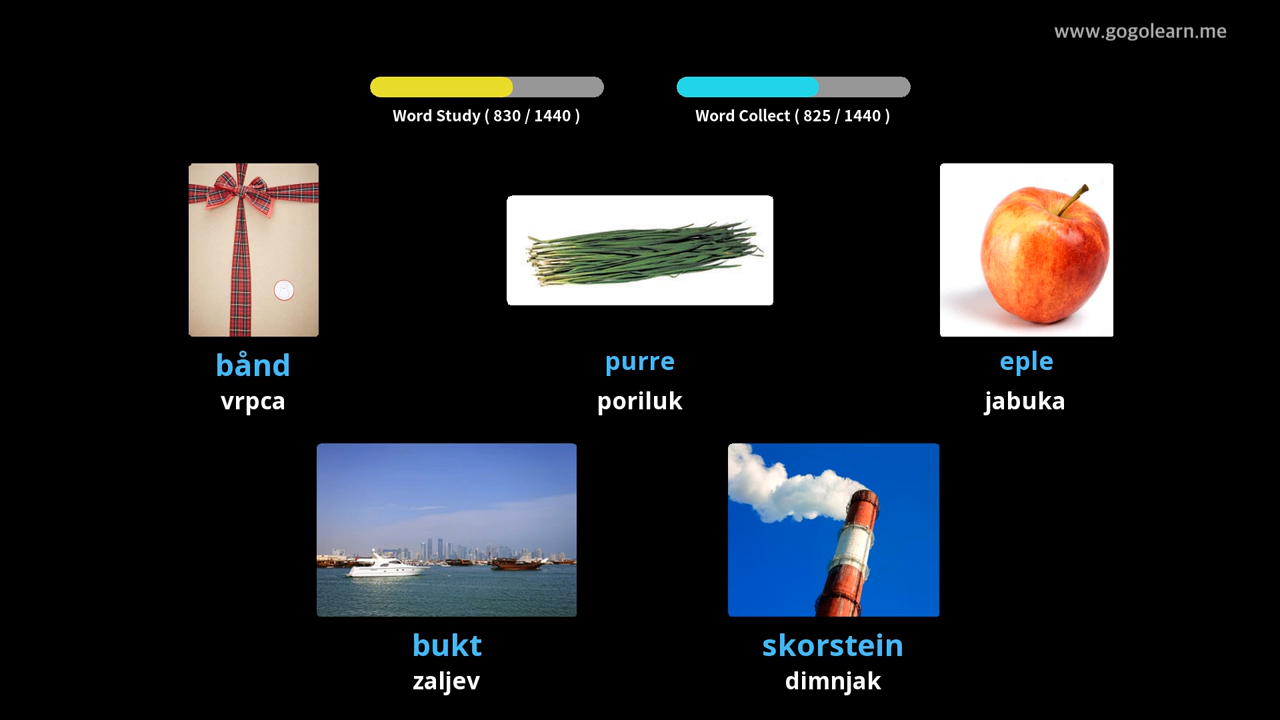 www.gogolearn.me
Word Study ( 830 / 1440 )
Word Collect ( 825 / 1440 )
bånd
vrpca
purre
poriluk
eple
jabuka
bukt
zaljev
skorstein
dimnjak